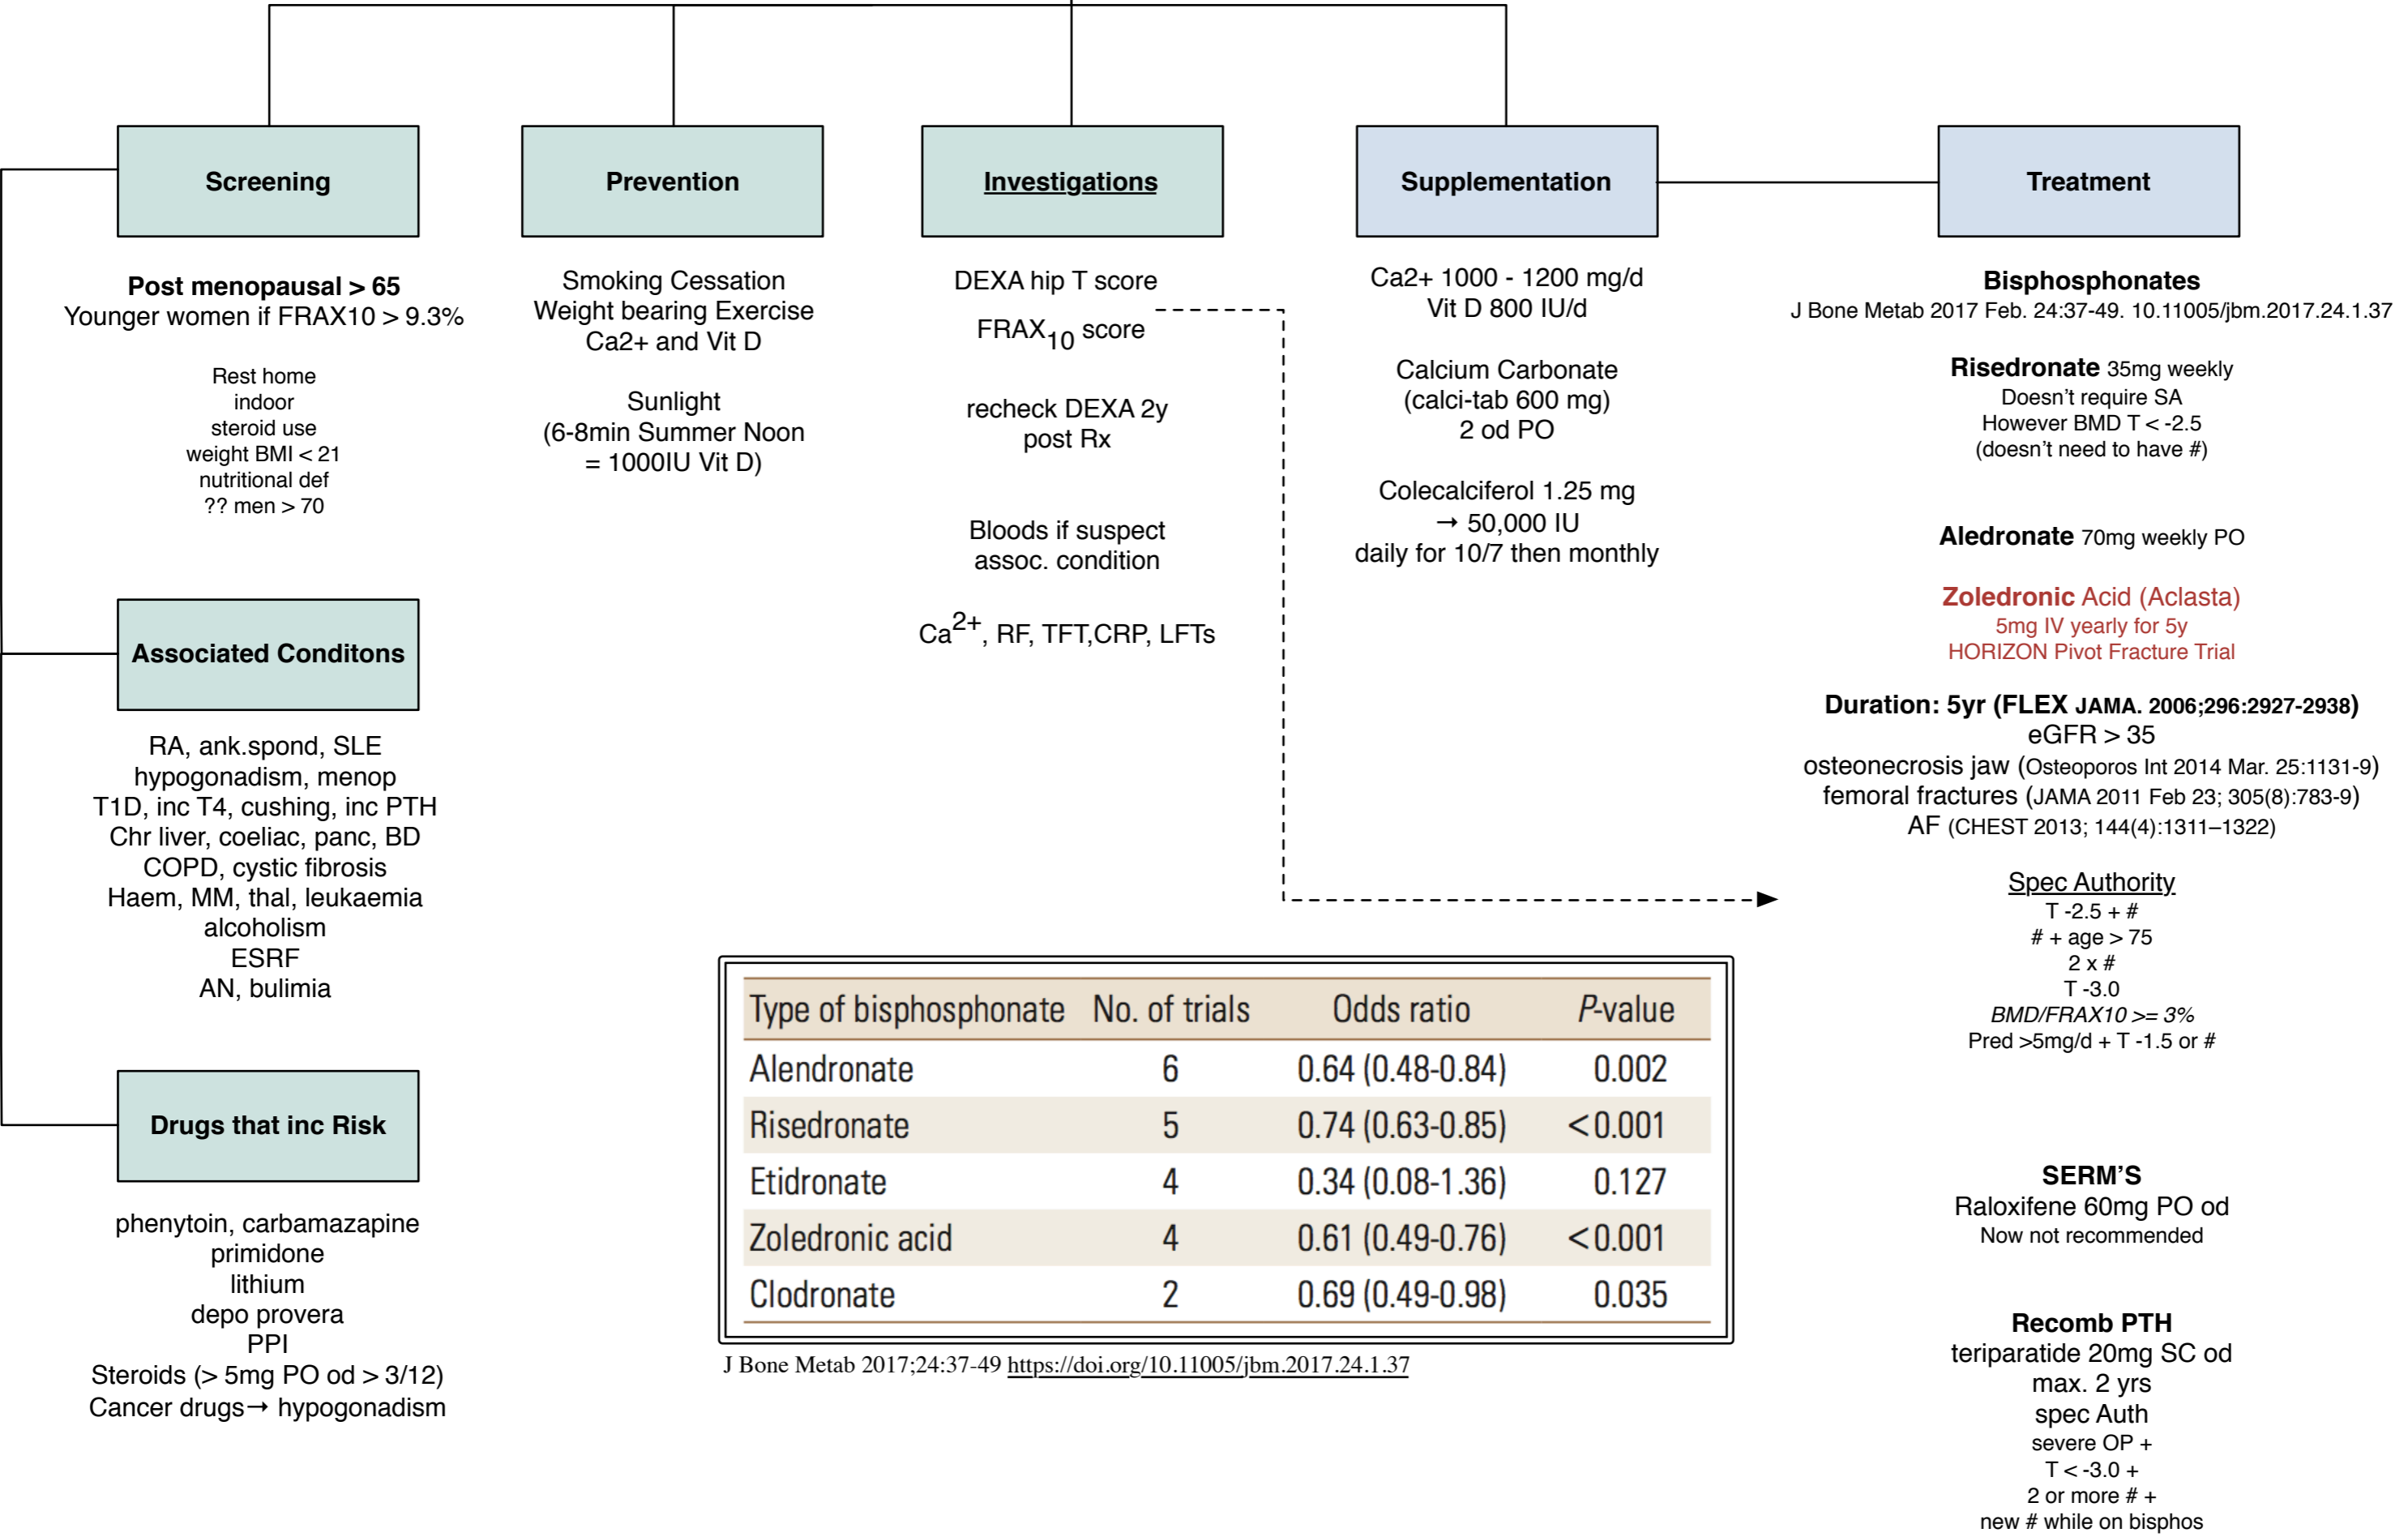 Screening
Post menopausal > 65
Younger women if FRAX10 > 9.3%
Rest home
indoor
steroid use
weight BMI < 21
nutritional def
?? men > 70
Associated Conditons
RA, ank.spond, SLE
hypogonadism, menop
T1D, inc T4, cushing, inc PTH
Chr liver, coeliac, panc, BD
COPD, cystic fibrosis
Haem, MM, thal, leukaemia
alcoholism
ESRF
AN, bulimia
Drugs that inc Risk
phenytoin, carbamazapine
primidone
lithium
depo provera
PPI
Steroids (> 5mg PO od > 3/12)
Cancer drugs→ hypogonadism
Prevention
Smoking Cessation
Weight bearing Exercise
Ca2+ and Vit D
Sunlight
(6-8min Summer Noon
= 1000IU Vit D)
Investigations
DEXA hip T score
FRAX10 score
recheck DEXA 2y
post Rx
Bloods if suspect
assoc. condition
Ca2+, RF, TFT,CRP, LFTs
Supplementation
Ca2+ 1000 - 1200 mg/d
Vit D 800 IU/d
Calcium Carbonate
(calci-tab 600 mg)
2 od PO
Colecalciferol 1.25 mg
→ 50,000 IU
daily for 10/7 then monthly
Treatment
Bisphosphonates
J Bone Metab 2017 Feb. 24:37-49. 10.11005/jbm.2017.24.1.37
Risedronate 35mg weekly
Doesn't require SA
However BMD T < -2.5
(doesn't need to have #)
Aledronate 70mg weekly PO
Zoledronic Acid (Aclasta)
5mg IV yearly for 5y
HORIZON Pivot Fracture Trial
Duration: 5yr (FLEX JAMA. 2006;296:2927-2938)
eGFR > 35
osteonecrosis jaw (Osteoporos Int 2014 Mar. 25:1131-9)
femoral fractures (JAMA 2011 Feb 23; 305(8):783-9)
AF (CHEST 2013; 144(4):1311–1322)
Spec Authority
T -2.5 + #
# + age > 75
2 x #
T -3.0
BMD/FRAX10 >= 3%
Pred >5mg/d + T -1.5 or #
SERM'S
Raloxifene 60mg PO od
Now not recommended
Recomb PTH
teriparatide 20mg SC od
max. 2 yrs
spec Auth
severe OP +
T < -3.0 +
2 or more # +
new # while on bisphos
Type of bisphosphonate No. of trials Odds ratio P-value
Alendronate 6 0.64 (0.48-0.84) 0.002
Risedronate 5 0.74 (0.63-0.85) <0.001
Etidronate 4 0.34 (0.08-1.36) 0.127
Zoledronic acid 4 0.61 (0.49-0.76) <0.001
Clodronate 2 0.69 (0.49-0.98) 0.035
J Bone Metab 2017;24:37-49 https://doi.org/10.11005/jbm.2017.24.1.37